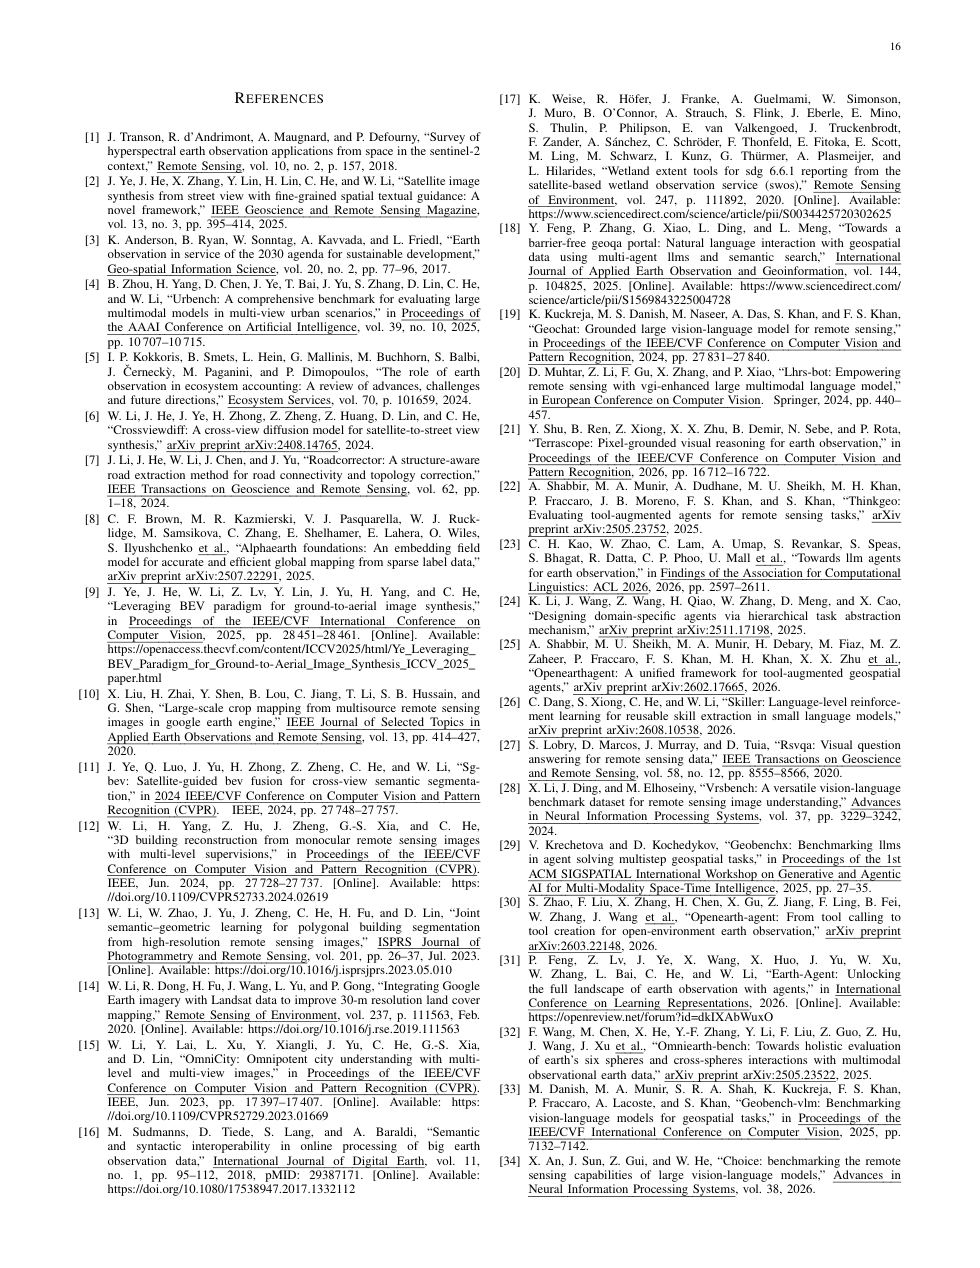 16
REFERENCES
[1] J. Transon, R. d’Andrimont, A. Maugnard, and P. Defourny, “Survey of
hyperspectral earth observation applications from space in the sentinel-2
context,” Remote Sensing, vol. 10, no. 2, p. 157, 2018.
[2] J. Ye, J. He, X. Zhang, Y. Lin, H. Lin, C. He, and W. Li, “Satellite image
synthesis from street view with fine-grained spatial textual guidance: A
novel framework,” IEEE Geoscience and Remote Sensing Magazine,
vol. 13, no. 3, pp. 395–414, 2025.
[3] K. Anderson, B. Ryan, W. Sonntag, A. Kavvada, and L. Friedl, “Earth
observation in service of the 2030 agenda for sustainable development,”
Geo-spatial Information Science, vol. 20, no. 2, pp. 77–96, 2017.
[4] B. Zhou, H. Yang, D. Chen, J. Ye, T. Bai, J. Yu, S. Zhang, D. Lin, C. He,
and W. Li, “Urbench: A comprehensive benchmark for evaluating large
multimodal models in multi-view urban scenarios,” in Proceedings of
the AAAI Conference on Artificial Intelligence, vol. 39, no. 10, 2025,
pp. 10 707–10 715.
[5] I. P. Kokkoris, B. Smets, L. Hein, G. Mallinis, M. Buchhorn, S. Balbi,
J. Černecký, M. Paganini, and P. Dimopoulos, “The role of earth
observation in ecosystem accounting: A review of advances, challenges
and future directions,” Ecosystem Services, vol. 70, p. 101659, 2024.
[6] W. Li, J. He, J. Ye, H. Zhong, Z. Zheng, Z. Huang, D. Lin, and C. He,
“Crossviewdiff: A cross-view diffusion model for satellite-to-street view
synthesis,” arXiv preprint arXiv:2408.14765, 2024.
[7] J. Li, J. He, W. Li, J. Chen, and J. Yu, “Roadcorrector: A structure-aware
road extraction method for road connectivity and topology correction,”
IEEE Transactions on Geoscience and Remote Sensing, vol. 62, pp.
1–18, 2024.
[8] C. F. Brown, M. R. Kazmierski, V. J. Pasquarella, W. J. Ruck-
lidge, M. Samsikova, C. Zhang, E. Shelhamer, E. Lahera, O. Wiles,
S. Ilyushchenko et al., “Alphaearth foundations: An embedding field
model for accurate and efficient global mapping from sparse label data,”
arXiv preprint arXiv:2507.22291, 2025.
[9] J. Ye, J. He, W. Li, Z. Lv, Y. Lin, J. Yu, H. Yang, and C. He,
“Leveraging BEV paradigm for ground-to-aerial image synthesis,”
in Proceedings of the IEEE/CVF International Conference on
Computer Vision, 2025, pp. 28 451–28 461. [Online]. Available:
https://openaccess.thecvf.com/content/ICCV2025/html/Ye_Leveraging_
BEV_Paradigm_for_Ground-to-Aerial_Image_Synthesis_ICCV_2025_
paper.html
[10] X. Liu, H. Zhai, Y. Shen, B. Lou, C. Jiang, T. Li, S. B. Hussain, and
G. Shen, “Large-scale crop mapping from multisource remote sensing
images in google earth engine,” IEEE Journal of Selected Topics in
Applied Earth Observations and Remote Sensing, vol. 13, pp. 414–427,
2020.
[11] J. Ye, Q. Luo, J. Yu, H. Zhong, Z. Zheng, C. He, and W. Li, “Sg-
bev: Satellite-guided bev fusion for cross-view semantic segmenta-
tion,” in 2024 IEEE/CVF Conference on Computer Vision and Pattern
Recognition (CVPR). IEEE, 2024, pp. 27 748–27 757.
[12] W. Li, H. Yang, Z. Hu, J. Zheng, G.-S. Xia, and C. He,
“3D building reconstruction from monocular remote sensing images
with multi-level supervisions,” in Proceedings of the IEEE/CVF
Conference on Computer Vision and Pattern Recognition (CVPR).
IEEE, Jun. 2024, pp. 27 728–27 737. [Online]. Available: https:
//doi.org/10.1109/CVPR52733.2024.02619
[13] W. Li, W. Zhao, J. Yu, J. Zheng, C. He, H. Fu, and D. Lin, “Joint
semantic–geometric learning for polygonal building segmentation
from high-resolution remote sensing images,” ISPRS Journal of
Photogrammetry and Remote Sensing, vol. 201, pp. 26–37, Jul. 2023.
[Online]. Available: https://doi.org/10.1016/j.isprsjprs.2023.05.010
[14] W. Li, R. Dong, H. Fu, J. Wang, L. Yu, and P. Gong, “Integrating Google
Earth imagery with Landsat data to improve 30-m resolution land cover
mapping,” Remote Sensing of Environment, vol. 237, p. 111563, Feb.
2020. [Online]. Available: https://doi.org/10.1016/j.rse.2019.111563
[15] W. Li, Y. Lai, L. Xu, Y. Xiangli, J. Yu, C. He, G.-S. Xia,
and D. Lin, “OmniCity: Omnipotent city understanding with multi-
level and multi-view images,” in Proceedings of the IEEE/CVF
Conference on Computer Vision and Pattern Recognition (CVPR).
IEEE, Jun. 2023, pp. 17 397–17 407. [Online]. Available: https:
//doi.org/10.1109/CVPR52729.2023.01669
[16] M. Sudmanns, D. Tiede, S. Lang, and A. Baraldi, “Semantic
and syntactic interoperability in online processing of big earth
observation data,” International Journal of Digital Earth, vol. 11,
no. 1, pp. 95–112, 2018, pMID: 29387171. [Online]. Available:
https://doi.org/10.1080/17538947.2017.1332112
[17] K. Weise, R. Höfer, J. Franke, A. Guelmami, W. Simonson,
J. Muro, B. O’Connor, A. Strauch, S. Flink, J. Eberle, E. Mino,
S. Thulin, P. Philipson, E. van Valkengoed, J. Truckenbrodt,
F. Zander, A. Sánchez, C. Schröder, F. Thonfeld, E. Fitoka, E. Scott,
M. Ling, M. Schwarz, I. Kunz, G. Thürmer, A. Plasmeijer, and
L. Hilarides, “Wetland extent tools for sdg 6.6.1 reporting from the
satellite-based wetland observation service (swos),” Remote Sensing
of Environment, vol. 247, p. 111892, 2020. [Online]. Available:
https://www.sciencedirect.com/science/article/pii/S0034425720302625
[18] Y. Feng, P. Zhang, G. Xiao, L. Ding, and L. Meng, “Towards a
barrier-free geoqa portal: Natural language interaction with geospatial
data using multi-agent llms and semantic search,” International
Journal of Applied Earth Observation and Geoinformation, vol. 144,
p. 104825, 2025. [Online]. Available: https://www.sciencedirect.com/
science/article/pii/S1569843225004728
[19] K. Kuckreja, M. S. Danish, M. Naseer, A. Das, S. Khan, and F. S. Khan,
“Geochat: Grounded large vision-language model for remote sensing,”
in Proceedings of the IEEE/CVF Conference on Computer Vision and
Pattern Recognition, 2024, pp. 27 831–27 840.
[20] D. Muhtar, Z. Li, F. Gu, X. Zhang, and P. Xiao, “Lhrs-bot: Empowering
remote sensing with vgi-enhanced large multimodal language model,”
in European Conference on Computer Vision. Springer, 2024, pp. 440–
457.
[21] Y. Shu, B. Ren, Z. Xiong, X. X. Zhu, B. Demir, N. Sebe, and P. Rota,
“Terrascope: Pixel-grounded visual reasoning for earth observation,” in
Proceedings of the IEEE/CVF Conference on Computer Vision and
Pattern Recognition, 2026, pp. 16 712–16 722.
[22] A. Shabbir, M. A. Munir, A. Dudhane, M. U. Sheikh, M. H. Khan,
P. Fraccaro, J. B. Moreno, F. S. Khan, and S. Khan, “Thinkgeo:
Evaluating tool-augmented agents for remote sensing tasks,” arXiv
preprint arXiv:2505.23752, 2025.
[23] C. H. Kao, W. Zhao, C. Lam, A. Umap, S. Revankar, S. Speas,
S. Bhagat, R. Datta, C. P. Phoo, U. Mall et al., “Towards llm agents
for earth observation,” in Findings of the Association for Computational
Linguistics: ACL 2026, 2026, pp. 2597–2611.
[24] K. Li, J. Wang, Z. Wang, H. Qiao, W. Zhang, D. Meng, and X. Cao,
“Designing domain-specific agents via hierarchical task abstraction
mechanism,” arXiv preprint arXiv:2511.17198, 2025.
[25] A. Shabbir, M. U. Sheikh, M. A. Munir, H. Debary, M. Fiaz, M. Z.
Zaheer, P. Fraccaro, F. S. Khan, M. H. Khan, X. X. Zhu et al.,
“Openearthagent: A unified framework for tool-augmented geospatial
agents,” arXiv preprint arXiv:2602.17665, 2026.
[26] C. Dang, S. Xiong, C. He, and W. Li, “Skiller: Language-level reinforce-
ment learning for reusable skill extraction in small language models,”
arXiv preprint arXiv:2608.10538, 2026.
[27] S. Lobry, D. Marcos, J. Murray, and D. Tuia, “Rsvqa: Visual question
answering for remote sensing data,” IEEE Transactions on Geoscience
and Remote Sensing, vol. 58, no. 12, pp. 8555–8566, 2020.
[28] X. Li, J. Ding, and M. Elhoseiny, “Vrsbench: A versatile vision-language
benchmark dataset for remote sensing image understanding,” Advances
in Neural Information Processing Systems, vol. 37, pp. 3229–3242,
2024.
[29] V. Krechetova and D. Kochedykov, “Geobenchx: Benchmarking llms
in agent solving multistep geospatial tasks,” in Proceedings of the 1st
ACM SIGSPATIAL International Workshop on Generative and Agentic
AI for Multi-Modality Space-Time Intelligence, 2025, pp. 27–35.
[30] S. Zhao, F. Liu, X. Zhang, H. Chen, X. Gu, Z. Jiang, F. Ling, B. Fei,
W. Zhang, J. Wang et al., “Openearth-agent: From tool calling to
tool creation for open-environment earth observation,” arXiv preprint
arXiv:2603.22148, 2026.
[31] P. Feng, Z. Lv, J. Ye, X. Wang, X. Huo, J. Yu, W. Xu,
W. Zhang, L. Bai, C. He, and W. Li, “Earth-Agent: Unlocking
the full landscape of earth observation with agents,” in International
Conference on Learning Representations, 2026. [Online]. Available:
https://openreview.net/forum?id=dkIXAbWuxO
[32] F. Wang, M. Chen, X. He, Y.-F. Zhang, Y. Li, F. Liu, Z. Guo, Z. Hu,
J. Wang, J. Xu et al., “Omniearth-bench: Towards holistic evaluation
of earth’s six spheres and cross-spheres interactions with multimodal
observational earth data,” arXiv preprint arXiv:2505.23522, 2025.
[33] M. Danish, M. A. Munir, S. R. A. Shah, K. Kuckreja, F. S. Khan,
P. Fraccaro, A. Lacoste, and S. Khan, “Geobench-vlm: Benchmarking
vision-language models for geospatial tasks,” in Proceedings of the
IEEE/CVF International Conference on Computer Vision, 2025, pp.
7132–7142.
[34] X. An, J. Sun, Z. Gui, and W. He, “Choice: benchmarking the remote
sensing capabilities of large vision-language models,” Advances in
Neural Information Processing Systems, vol. 38, 2026.